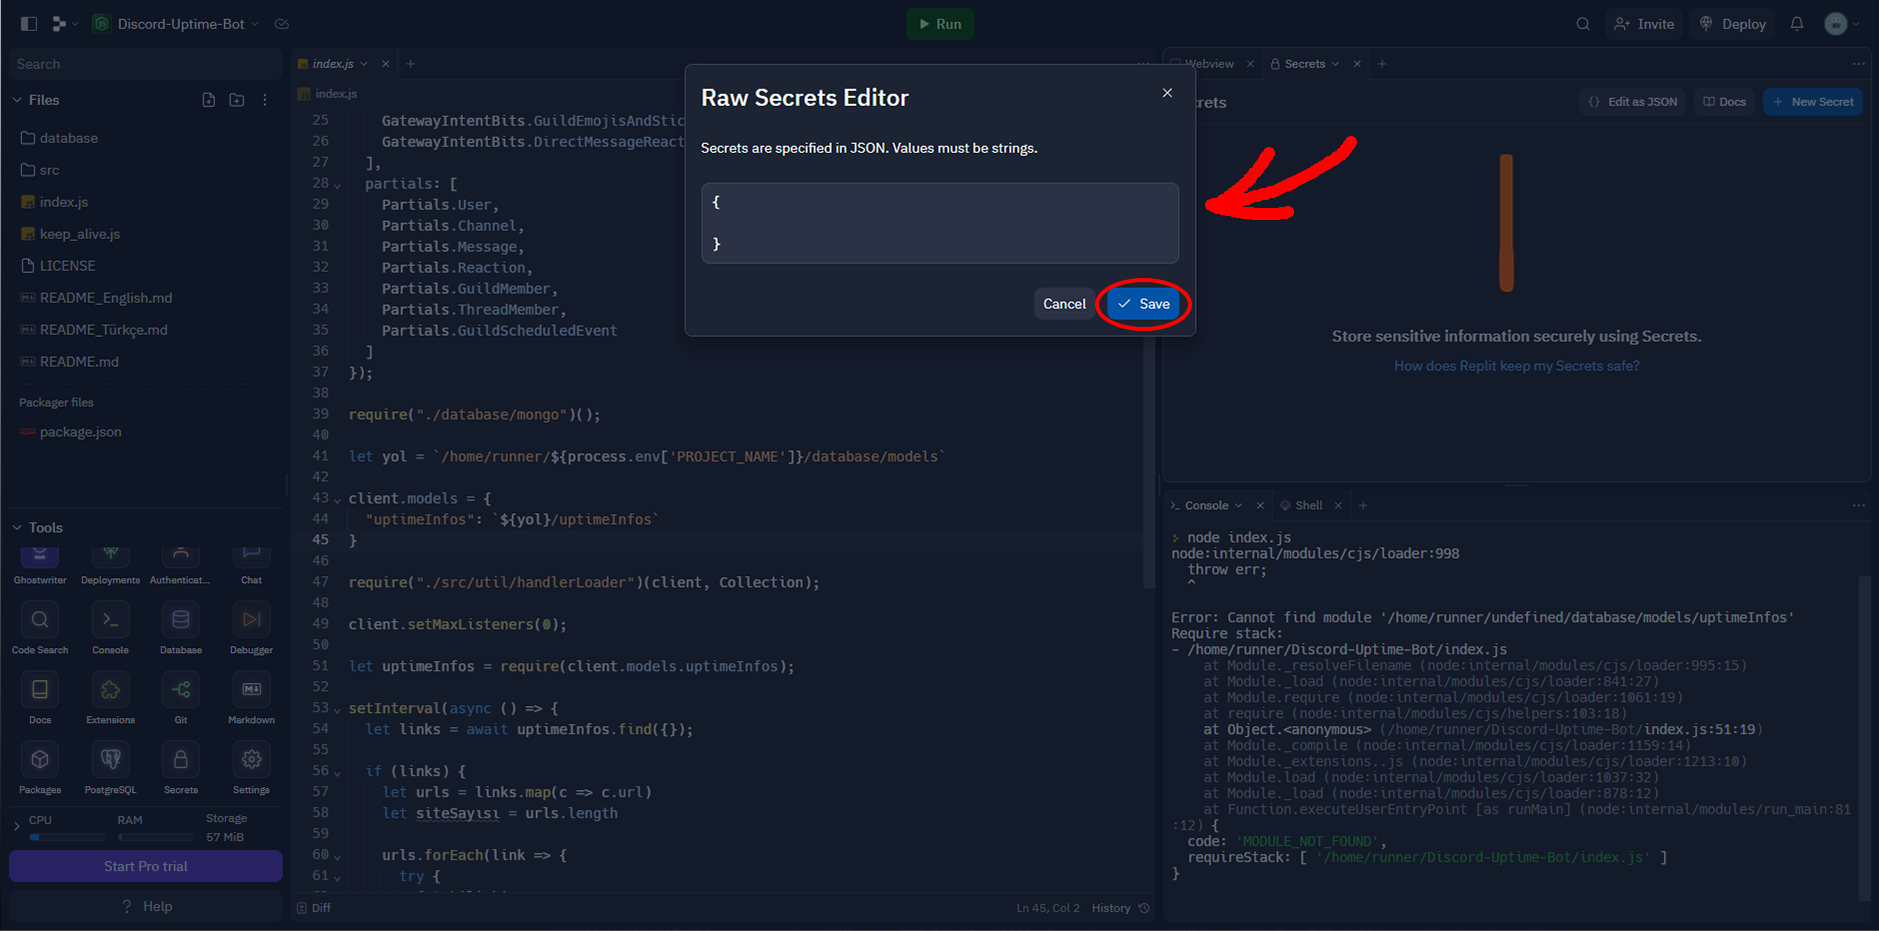 Discord-Uptime-Bot
Run
Invite
Deploy
Search
Files
database
src
index.js
keep_alive.js
LICENSE
README_English.md
README_Türkçe.md
README.md
Packager files
package.json
Tools
Ghostwriter
Deployments
Authenticat...
Chat
Code Search
Console
Database
Debugger
Docs
Extensions
Git
Markdown
Packages
PostgreSQL
Secrets
Settings
CPU
RAM
Storage
57 MiB
Start Pro trial
? Help
index.js
index.js
25 GatewayIntentBits.GuildEmojisAndStic
26 GatewayIntentBits.DirectMessageReact
27 ],
28 partials: [
29 Partials.User,
30 Partials.Channel,
31 Partials.Message,
32 Partials.Reaction,
33 Partials.GuildMember,
34 Partials.ThreadMember,
35 Partials.GuildScheduledEvent
36 ]
37 });
38
39 require("./database/mongo")();
40
41 let yol = `/home/runner/${process.env['PROJECT_NAME']}/database/models`
42
43 client.models = {
44 "uptimeInfos": `${yol}/uptimeInfos`
45 }
46
47 require("./src/util/handlerLoader")(client, Collection);
48
49 client.setMaxListeners(0);
50
51 let uptimeInfos = require(client.models.uptimeInfos);
52
53 setInterval(async () => {
54 let links = await uptimeInfos.find({});
55
56 if (links) {
57 let urls = links.map(c => c.url)
58 let siteSayısı = urls.length
59
60 urls.forEach(link => {
61 try {
Diff
Ln 45, Col 2 History
Raw Secrets Editor
Secrets are specified in JSON. Values must be strings.
{
}
Cancel
Save
Webview
Secrets
crets
{} Edit as JSON
Docs
+ New Secret
Store sensitive information securely using Secrets.
How does Replit keep my Secrets safe?
Console
Shell
node index.js
node:internal/modules/cjs/loader:998
throw err;
^
Error: Cannot find module '/home/runner/undefined/database/models/uptimeInfos'
Require stack:
- /home/runner/Discord-Uptime-Bot/index.js
at Module._resolveFilename (node:internal/modules/cjs/loader:995:15)
at Module._load (node:internal/modules/cjs/loader:841:27)
at Module.require (node:internal/modules/cjs/loader:1061:19)
at require (node:internal/modules/cjs/helpers:103:18)
at Object.<anonymous> (/home/runner/Discord-Uptime-Bot/index.js:51:19)
at Module._compile (node:internal/modules/cjs/loader:1159:14)
at Module._extensions..js (node:internal/modules/cjs/loader:1213:10)
at Module.load (node:internal/modules/cjs/loader:1037:32)
at Module._load (node:internal/modules/cjs/loader:878:12)
at Function.executeUserEntryPoint [as runMain] (node:internal/modules/run_main:81
:12) {
code: 'MODULE_NOT_FOUND',
requireStack: [ '/home/runner/Discord-Uptime-Bot/index.js' ]
}